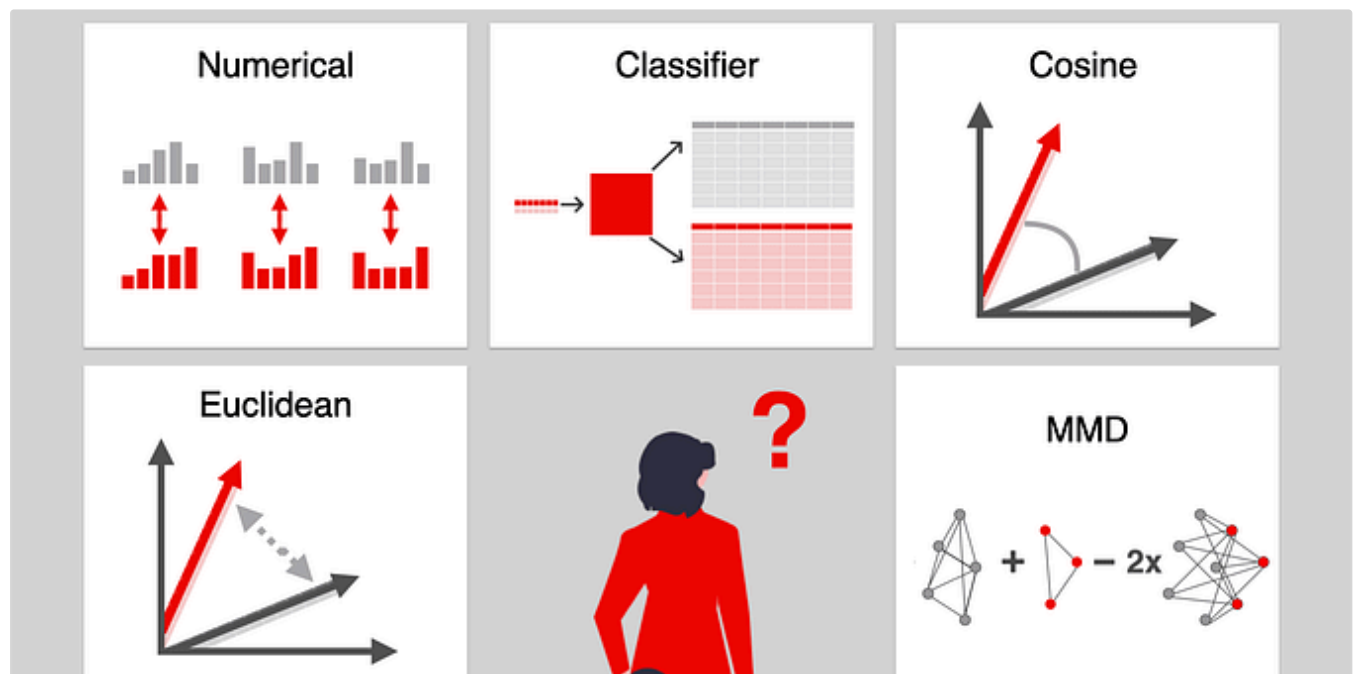 Numerical
Classifier
Cosine
Euclidean
?
MMD
+ − 2x